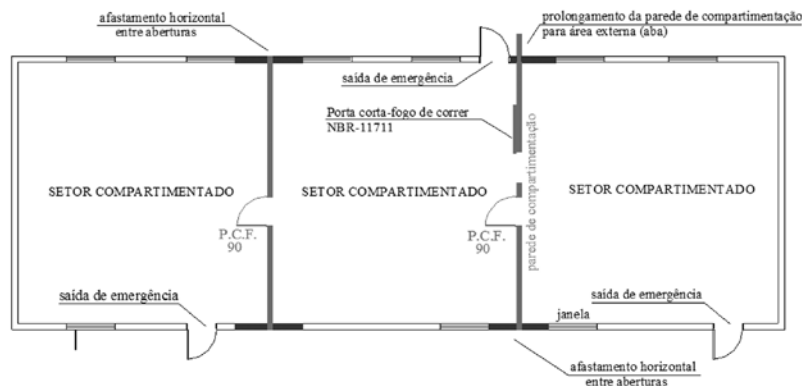 afastamento horizontal
entre aberturas
prolongamento da parede de compartimentação
para área externa (aba)
saída de emergência
Porta corta-fogo de correr
NBR-11711
parede de compartimentação
SETOR COMPARTIMENTADO
SETOR COMPARTIMENTADO
SETOR COMPARTIMENTADO
P.C.F.
90
P.C.F.
90
saída de emergência
saída de emergência
janela
afastamento horizontal
entre aberturas